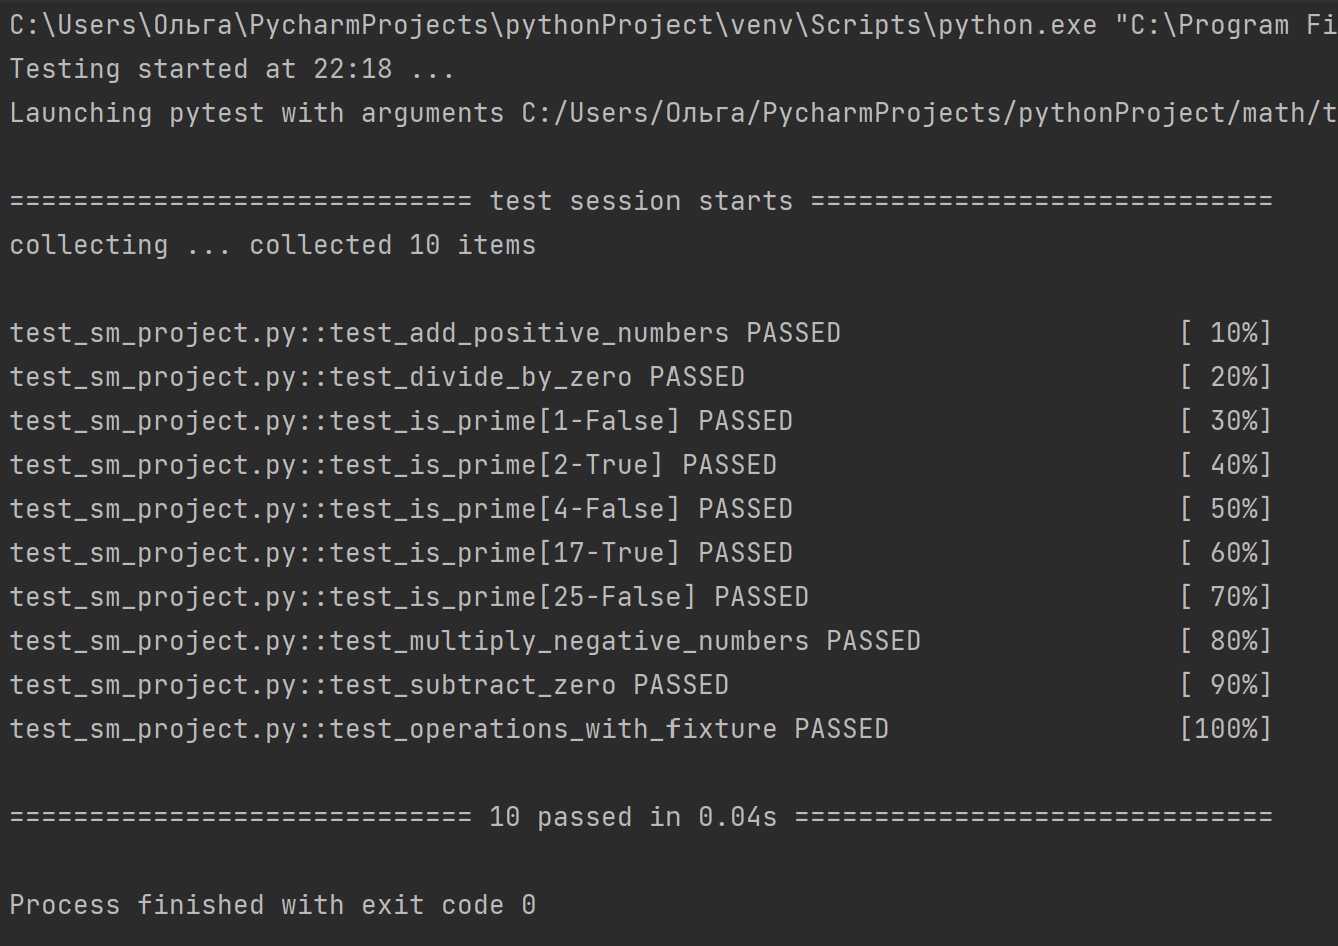 C:\Users\Ольга\PycharmProjects\pythonProject\venv\Scripts\python.exe "C:\Program Fi
Testing started at 22:18 ...
Launching pytest with arguments C:/Users/Ольга/PycharmProjects/pythonProject/math/t

============================= test session starts =============================
collecting ... collected 10 items

test_sm_project.py::test_add_positive_numbers PASSED                     [ 10%]
test_sm_project.py::test_divide_by_zero PASSED                           [ 20%]
test_sm_project.py::test_is_prime[1-False] PASSED                        [ 30%]
test_sm_project.py::test_is_prime[2-True] PASSED                         [ 40%]
test_sm_project.py::test_is_prime[4-False] PASSED                        [ 50%]
test_sm_project.py::test_is_prime[17-True] PASSED                        [ 60%]
test_sm_project.py::test_is_prime[25-False] PASSED                       [ 70%]
test_sm_project.py::test_multiply_negative_numbers PASSED                [ 80%]
test_sm_project.py::test_subtract_zero PASSED                            [ 90%]
test_sm_project.py::test_operations_with_fixture PASSED                  [100%]

============================= 10 passed in 0.04s ==============================

Process finished with exit code 0